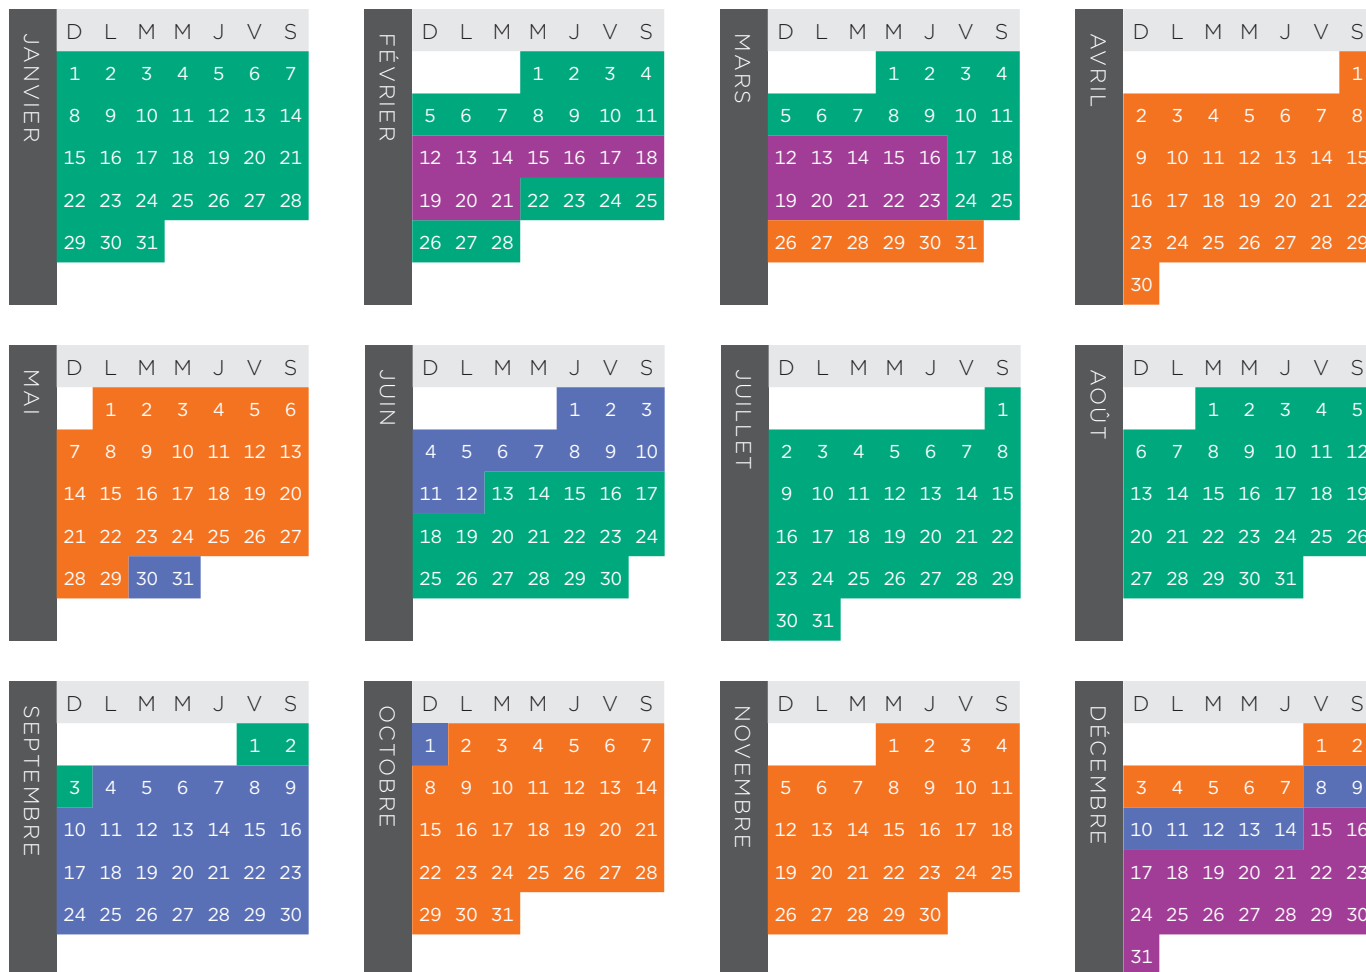 JANVIER
D L M M J V S
1 2 3 4 5 6 7
8 9 10 11 12 13 14
15 16 17 18 19 20 21
22 23 24 25 26 27 28
29 30 31
FÉVRIER
D L M M J V S
1 2 3 4
5 6 7 8 9 10 11
12 13 14 15 16 17 18
19 20 21 22 23 24 25
26 27 28
MARS
D L M M J V S
1 2 3 4
5 6 7 8 9 10 11
12 13 14 15 16 17 18
19 20 21 22 23 24 25
26 27 28 29 30 31
AVRIL
D L M M J V S
1
2 3 4 5 6 7 8
9 10 11 12 13 14 15
16 17 18 19 20 21 22
23 24 25 26 27 28 29
30
MAI
D L M M J V S
1 2 3 4 5 6
7 8 9 10 11 12 13
14 15 16 17 18 19 20
21 22 23 24 25 26 27
28 29 30 31
JUIN
D L M M J V S
1 2 3
4 5 6 7 8 9 10
11 12 13 14 15 16 17
18 19 20 21 22 23 24
25 26 27 28 29 30
JUILLET
D L M M J V S
1
2 3 4 5 6 7 8
9 10 11 12 13 14 15
16 17 18 19 20 21 22
23 24 25 26 27 28 29
30 31
AOÛT
D L M M J V S
1 2 3 4 5
6 7 8 9 10 11 12
13 14 15 16 17 18 19
20 21 22 23 24 25 26
27 28 29 30 31
SEPTEMBRE
D L M M J V S
1 2
3 4 5 6 7 8 9
10 11 12 13 14 15 16
17 18 19 20 21 22 23
24 25 26 27 28 29 30
OCTOBRE
D L M M J V S
1 2 3 4 5 6 7
8 9 10 11 12 13 14
15 16 17 18 19 20 21
22 23 24 25 26 27 28
29 30 31
NOVEMBRE
D L M M J V S
1 2 3 4
5 6 7 8 9 10 11
12 13 14 15 16 17 18
19 20 21 22 23 24 25
26 27 28 29 30
DÉCEMBRE
D L M M J V S
1 2
3 4 5 6 7 8 9
10 11 12 13 14 15 16
17 18 19 20 21 22 23
24 25 26 27 28 29 30
31